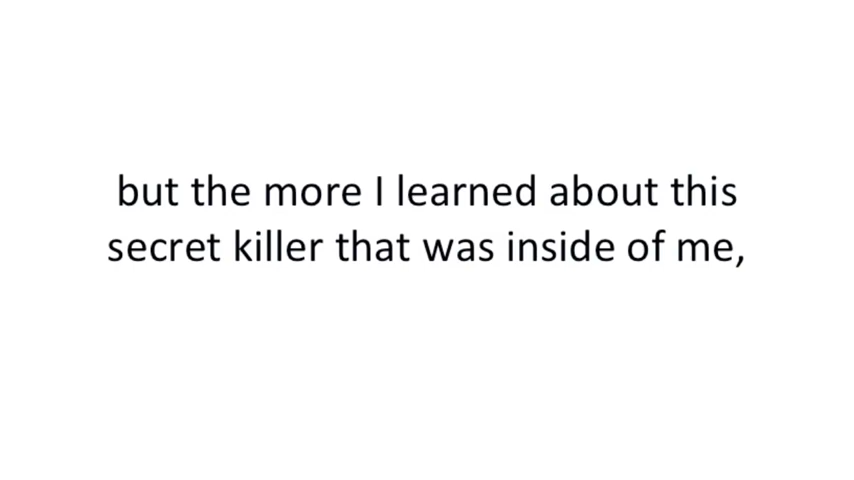 but the more I learned about this
secret killer that was inside of me,